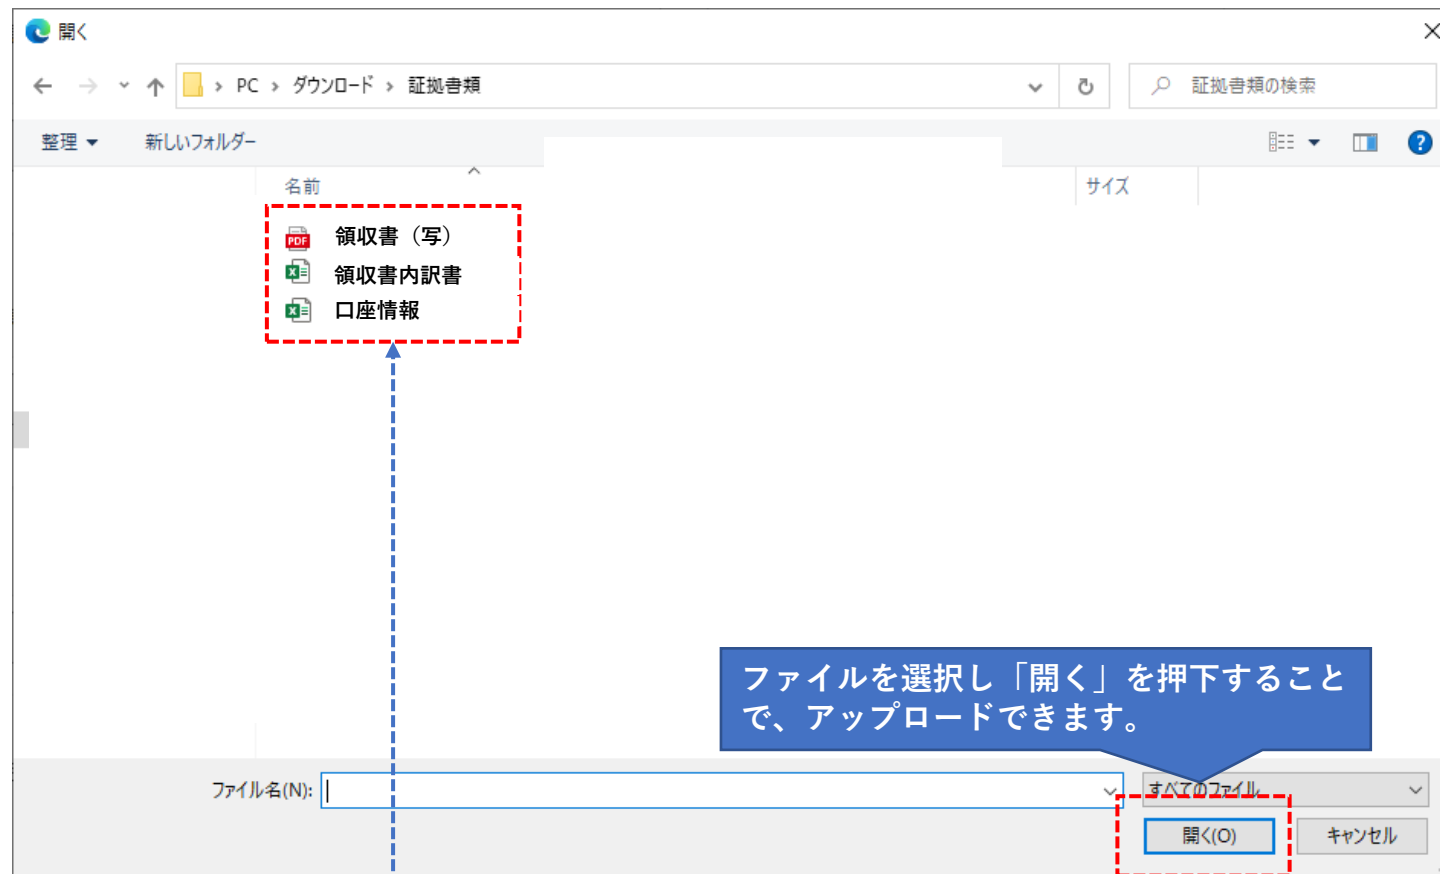 開く
PC › ダウンロード › 証拠書類
証拠書類の検索
整理
新しいフォルダー
名前
サイズ
PDF 領収書（写）
領収書内訳書
口座情報
ファイルを選択し「開く」を押下すること
で、アップロードできます。
ファイル名(N):
すべてのファイル
開く(O)
キャンセル